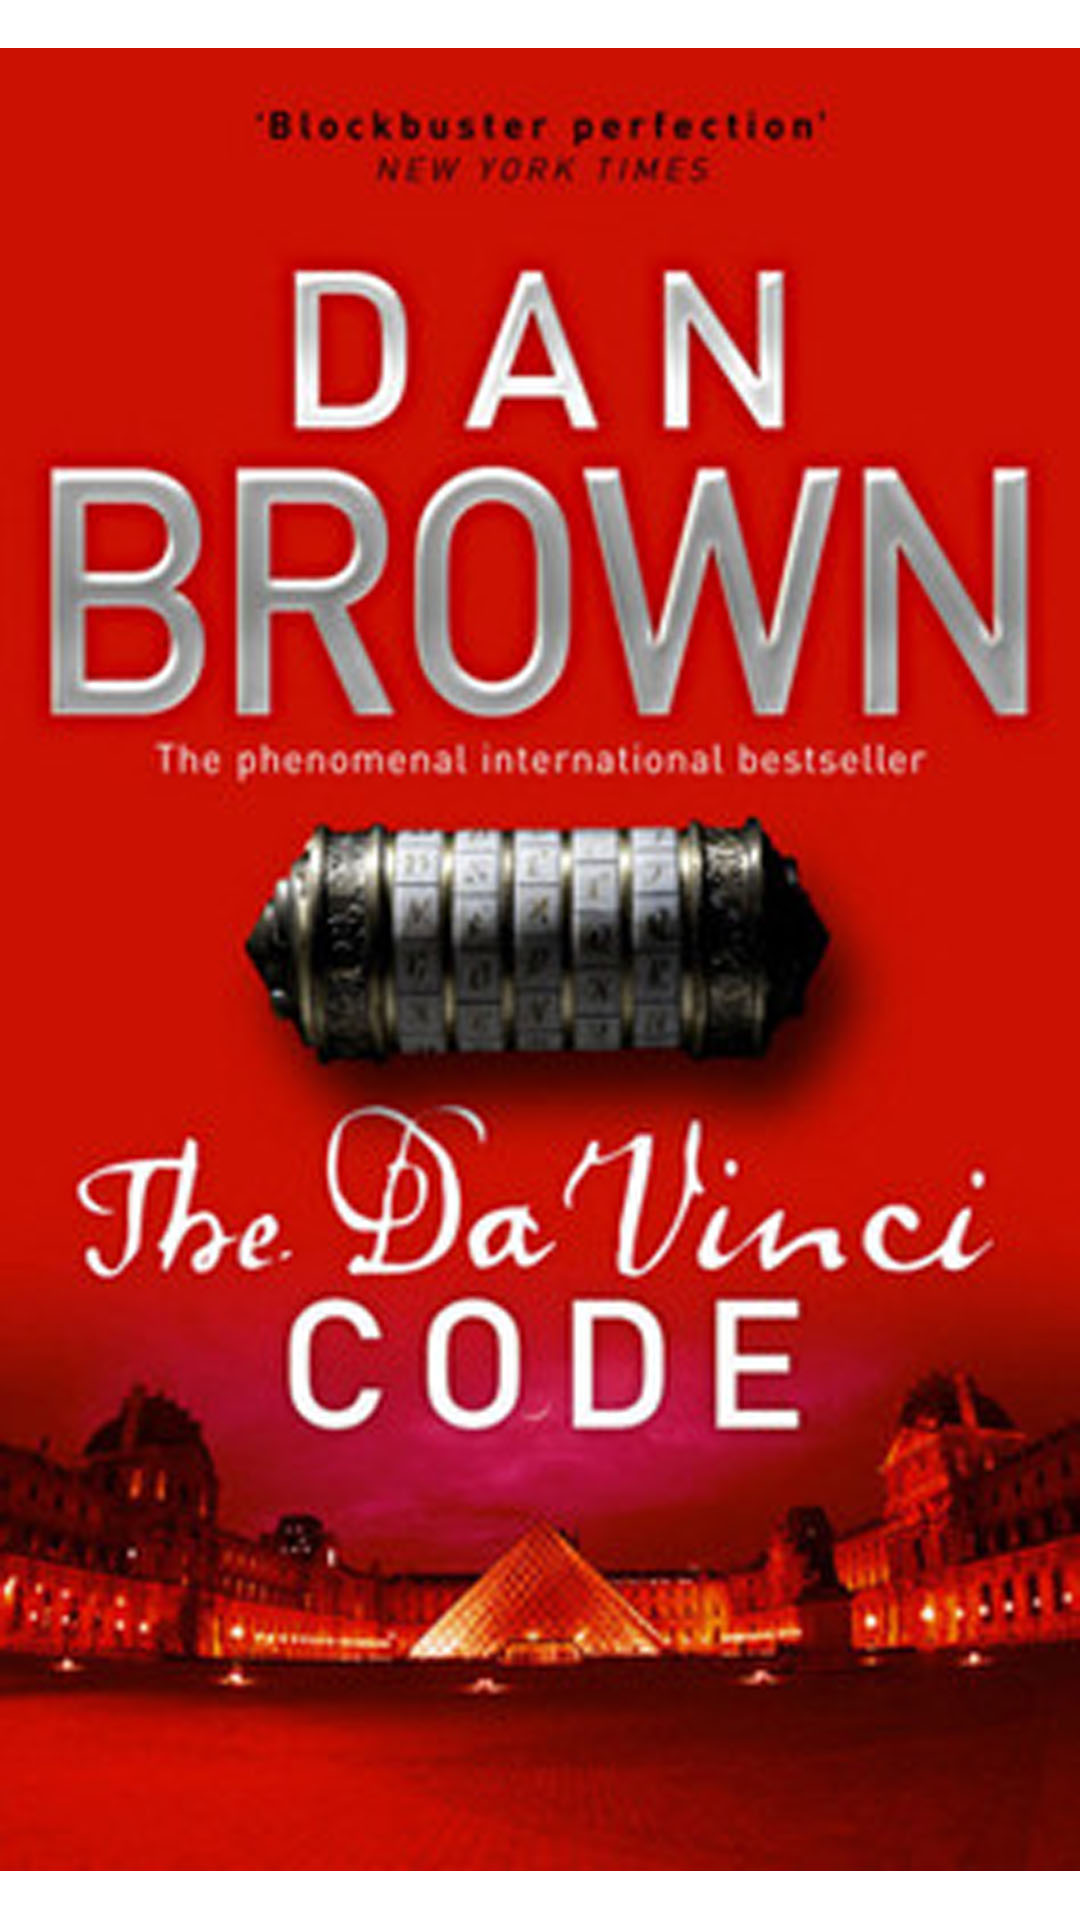 'Blockbuster perfection'
NEW YORK TIMES
DAN
BROWN
The phenomenal international bestseller
The Da Vinci
CODE